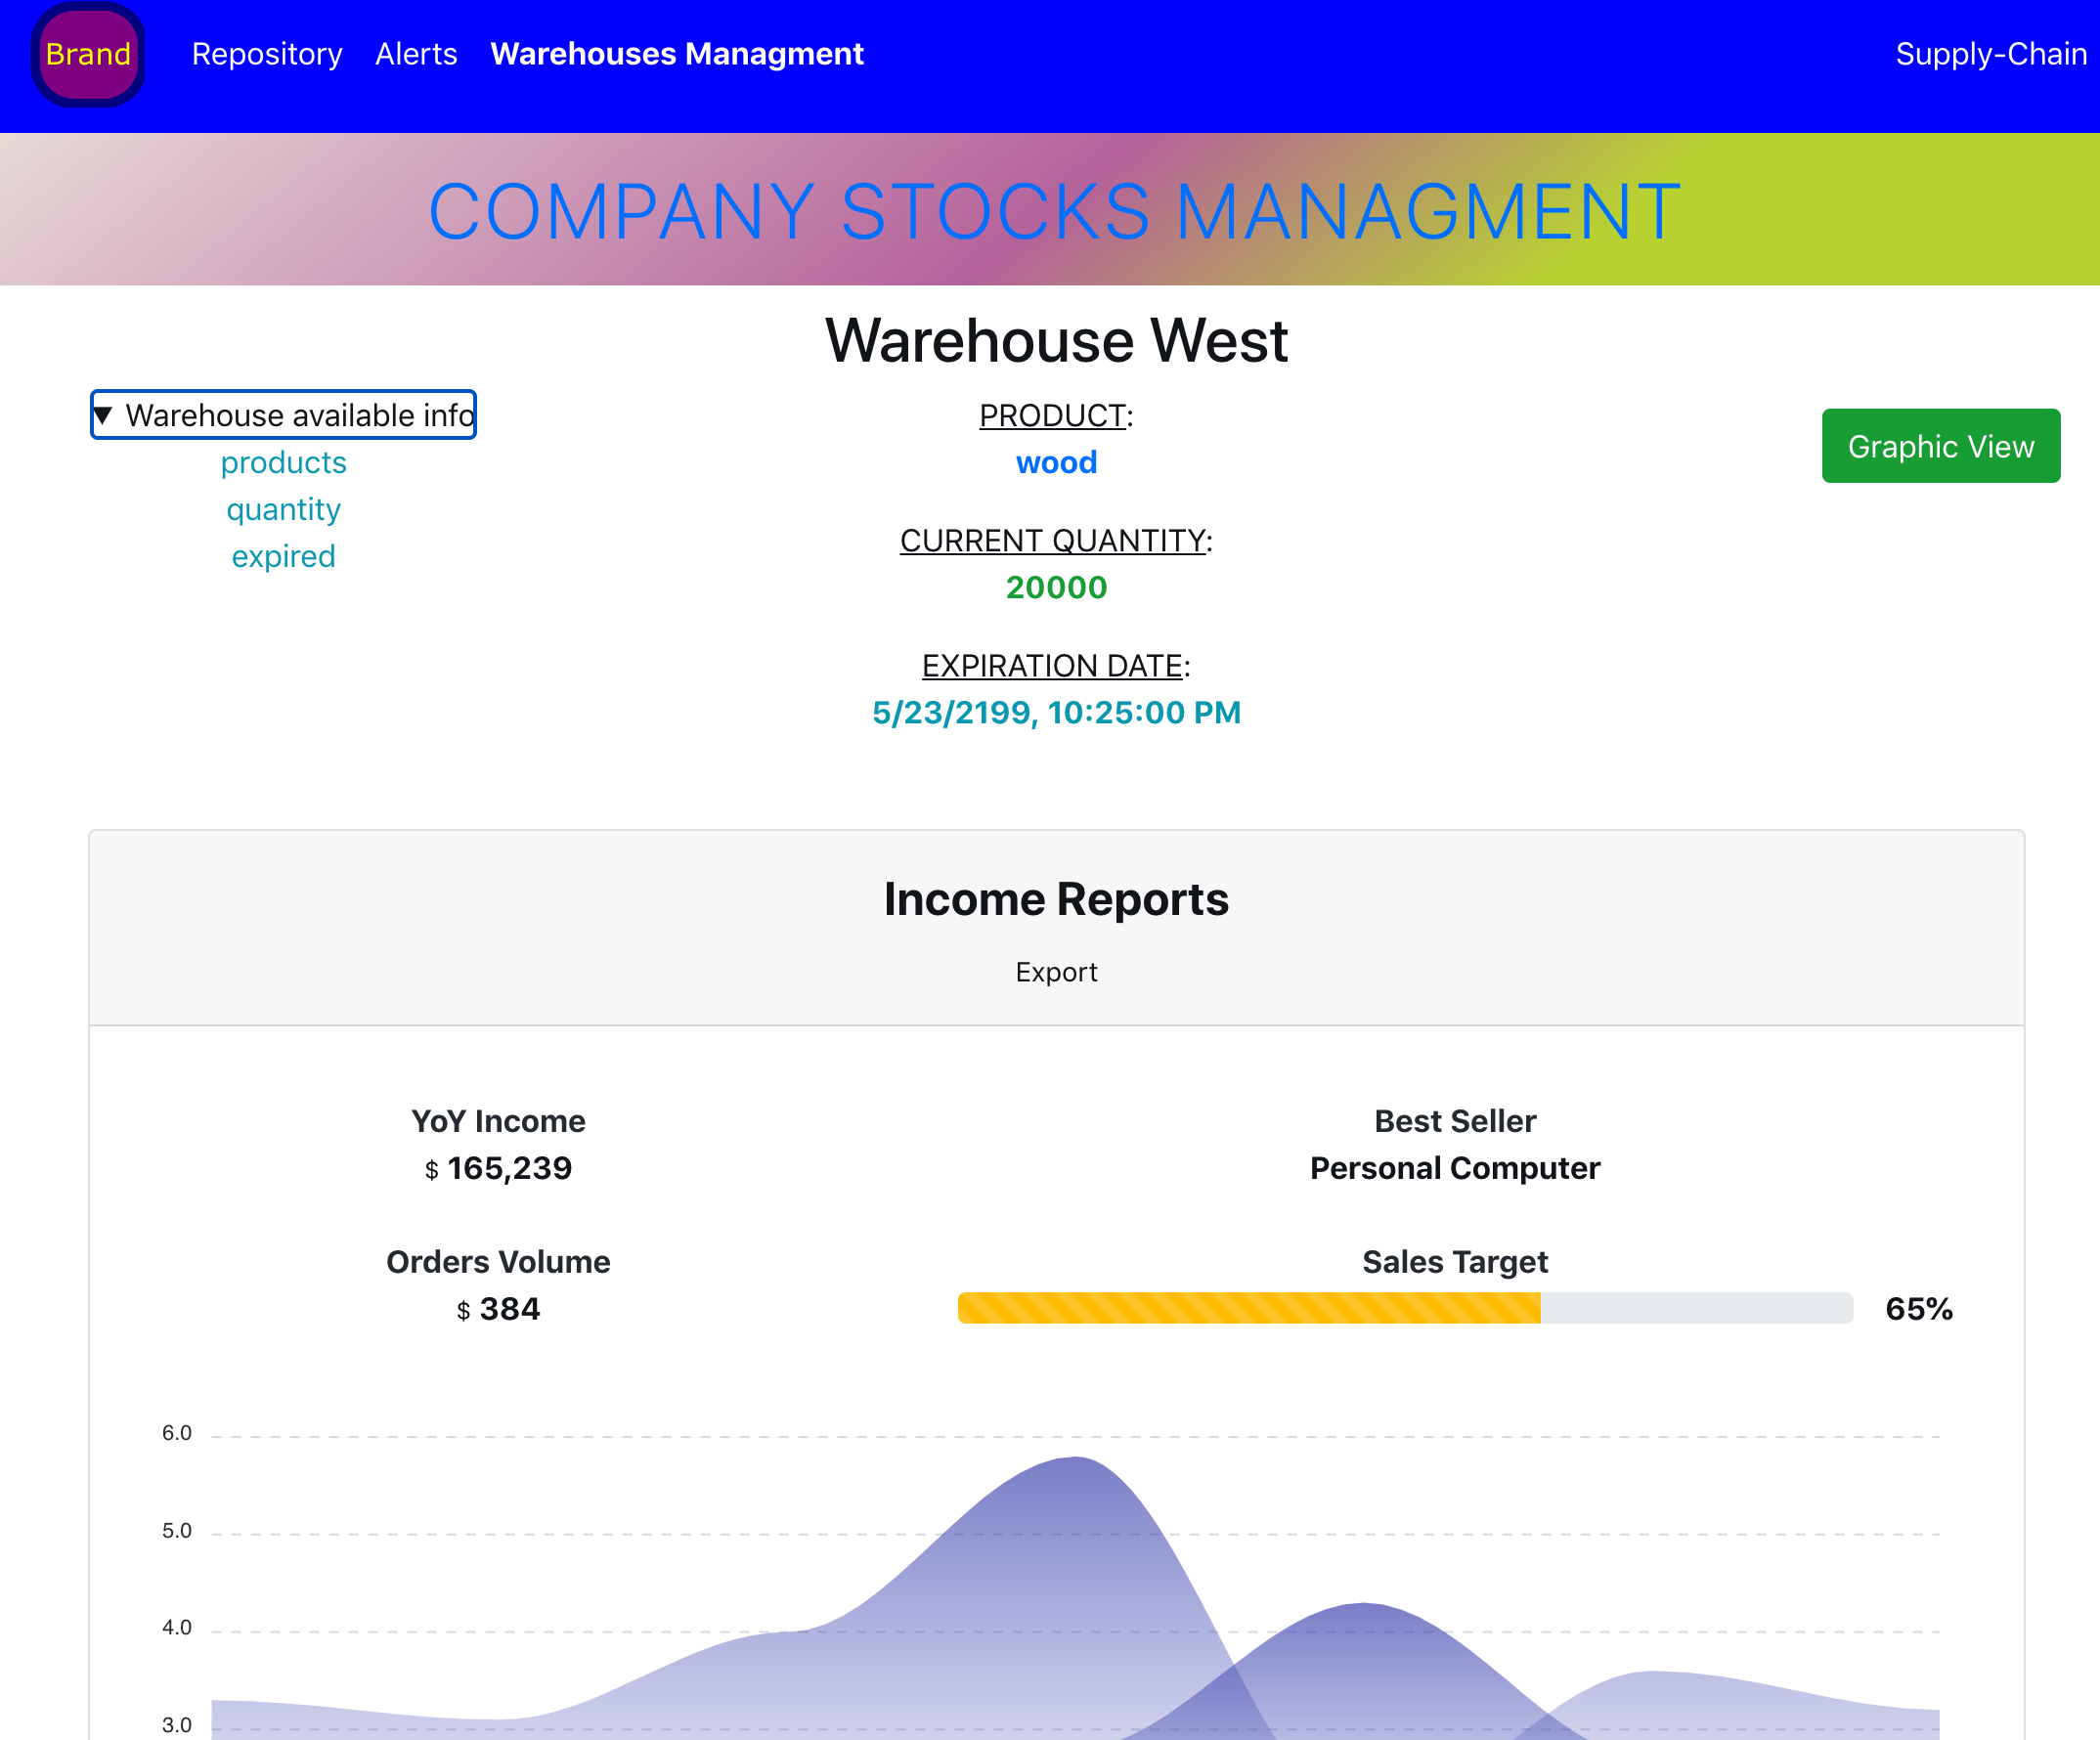 Brand Repository Alerts Warehouses Managment Supply-Chain
COMPANY STOCKS MANAGMENT
Warehouse West
▼ Warehouse available info
products
quantity
expired
PRODUCT:
wood
CURRENT QUANTITY:
20000
EXPIRATION DATE:
5/23/2199, 10:25:00 PM
Graphic View
Income Reports
Export
YoY Income
$ 165,239
Best Seller
Personal Computer
Orders Volume
$ 384
Sales Target
65%
6.0
5.0
4.0
3.0